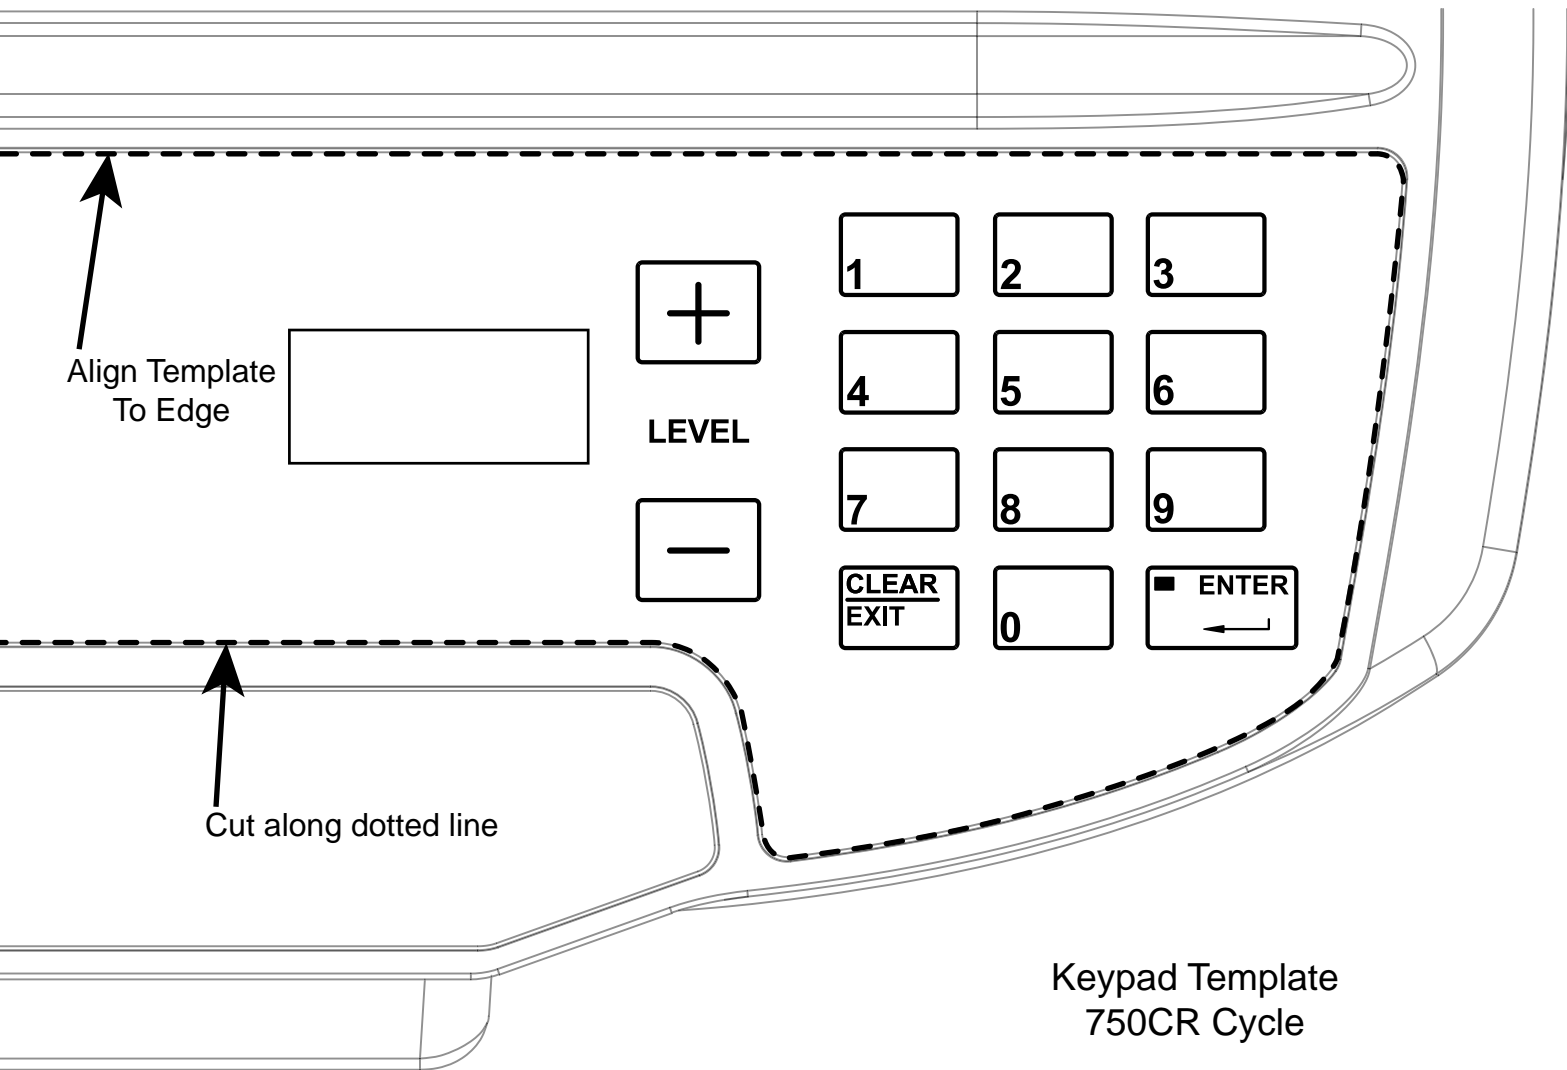 1
2
3
Align Template
To Edge
4
5
6
LEVEL
7
8
9
CLEAR
EXIT
0
ENTER
Cut along dotted line
Keypad Template
750CR Cycle